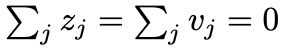 ∑_j z_j = ∑_j v_j = 0